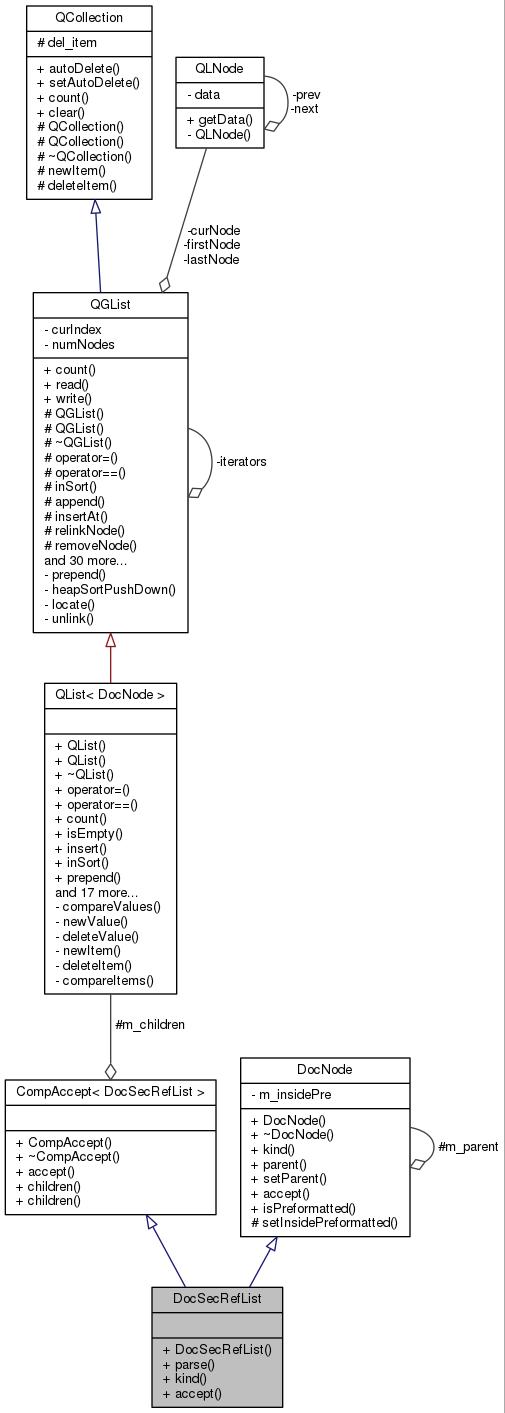 QCollection
# del_item
+ autoDelete()
+ setAutoDelete()
+ count()
+ clear()
# QCollection()
# QCollection()
# ~QCollection()
# newItem()
# deleteItem()
QLNode
- data
+ getData()
- QLNode()
-prev
-next
-curNode
-firstNode
-lastNode
QGList
- curIndex
- numNodes
+ count()
+ read()
+ write()
# QGList()
# QGList()
# ~QGList()
# operator=()
# operator==()
# inSort()
# append()
# insertAt()
# relinkNode()
# removeNode()
and 30 more...
- prepend()
- heapSortPushDown()
- locate()
- unlink()
-iterators
QList< DocNode >
+ QList()
+ QList()
+ ~QList()
+ operator=()
+ operator==()
+ count()
+ isEmpty()
+ insert()
+ inSort()
+ prepend()
and 17 more...
- compareValues()
- newValue()
- deleteValue()
- newItem()
- deleteItem()
- compareItems()
#m_children
CompAccept< DocSecRefList >
+ CompAccept()
+ ~CompAccept()
+ accept()
+ children()
+ children()
DocNode
- m_insidePre
+ DocNode()
+ ~DocNode()
+ kind()
+ parent()
+ setParent()
+ accept()
+ isPreformatted()
# setInsidePreformatted()
#m_parent
DocSecRefList
+ DocSecRefList()
+ parse()
+ kind()
+ accept()